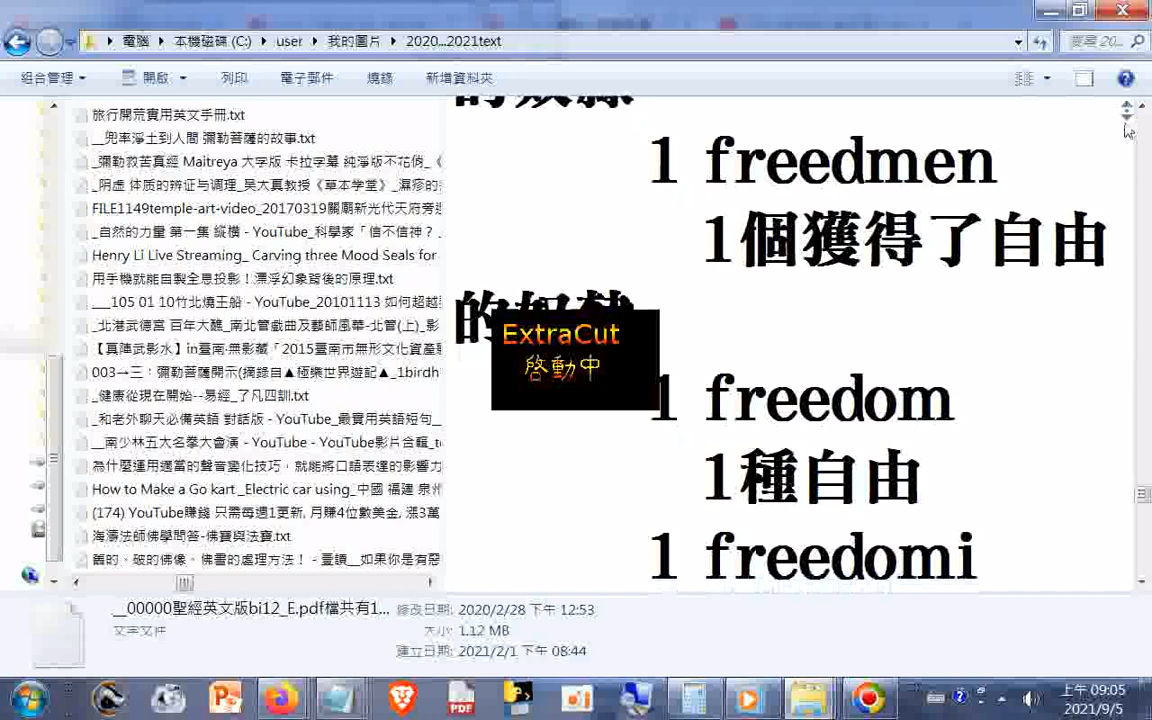 電腦 本機磁碟 (C:) user 我的圖片 2020...2021text
搜尋 20...
組合管理 開啟 列印 電子郵件 燒錄 新增資料夾
旅行開荒實用英文手冊.txt
__兜率淨土到人間 彌勒菩薩的故事.txt
_彌勒救苦真經 Maitreya 大字版 卡拉字幕 純淨版不花俏_《
_阴虚 体质的辨证与调理_吴大真教授《草本学堂》_濕疹的
FILE1149temple-art-video_20170319關廟新光代天府旁邊
_自然的力量 第一集 縱橫 - YouTube_科學家「信不信神？
Henry Li Live Streaming_ Carving three Mood Seals for
用手機就能自製全息投影！漂浮幻象背後的原理.txt
___105 01 10竹北燒王船 - YouTube_20101113 如何超越
_北港武德宮 百年大醮_南北管戲曲及藝師風華-北管(上)_影
【真陣武影水】in臺南·無影藏「2015臺南市無形文化資產
003→三：彌勒菩薩開示(摘錄自▲極樂世界遊記▲_1birdh
_健康從現在開始--易經_了凡四訓.txt
_和老外聊天必備英語 對話版 - YouTube_最實用英語短句_
__南少林五大名拳大會演 - YouTube - YouTube影片合輯_
為什麼運用適當的聲音變化技巧，就能將口語表達的影響力
How to Make a Go kart _Electric car using_中國 福建 泉州
(174) YouTube賺錢 只需每週1更新, 月賺4位數美金, 漲3萬
海濤法師佛學問答-佛寶與法寶.txt
舊的、破的佛像、佛書的處理方法！ - 壹讀__如果你是有惡
1 freedmen
1個獲得了自由
的奴隸
ExtraCut
啓動中
1 freedom
1種自由
1 freedomi
__00000聖經英文版bi12_E.pdf檔共有1... 修改日期: 2020/2/28 下午 12:53
文字文件 大小: 1.12 MB
建立日期: 2021/2/1 下午 08:44
PDF
上午 09:05
2021/9/5